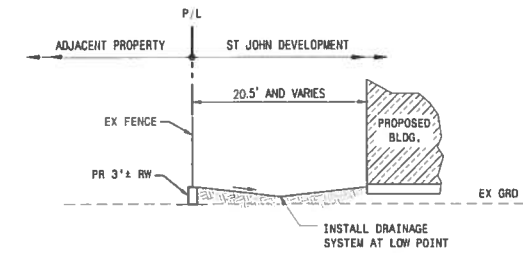 P/L
ADJACENT PROPERTY
ST JOHN DEVELOPMENT
20.5' AND VARIES
EX FENCE
PROPOSED
BLDG.
PR 3'± RW
EX GRD
INSTALL DRAINAGE
SYSTEM AT LOW POINT